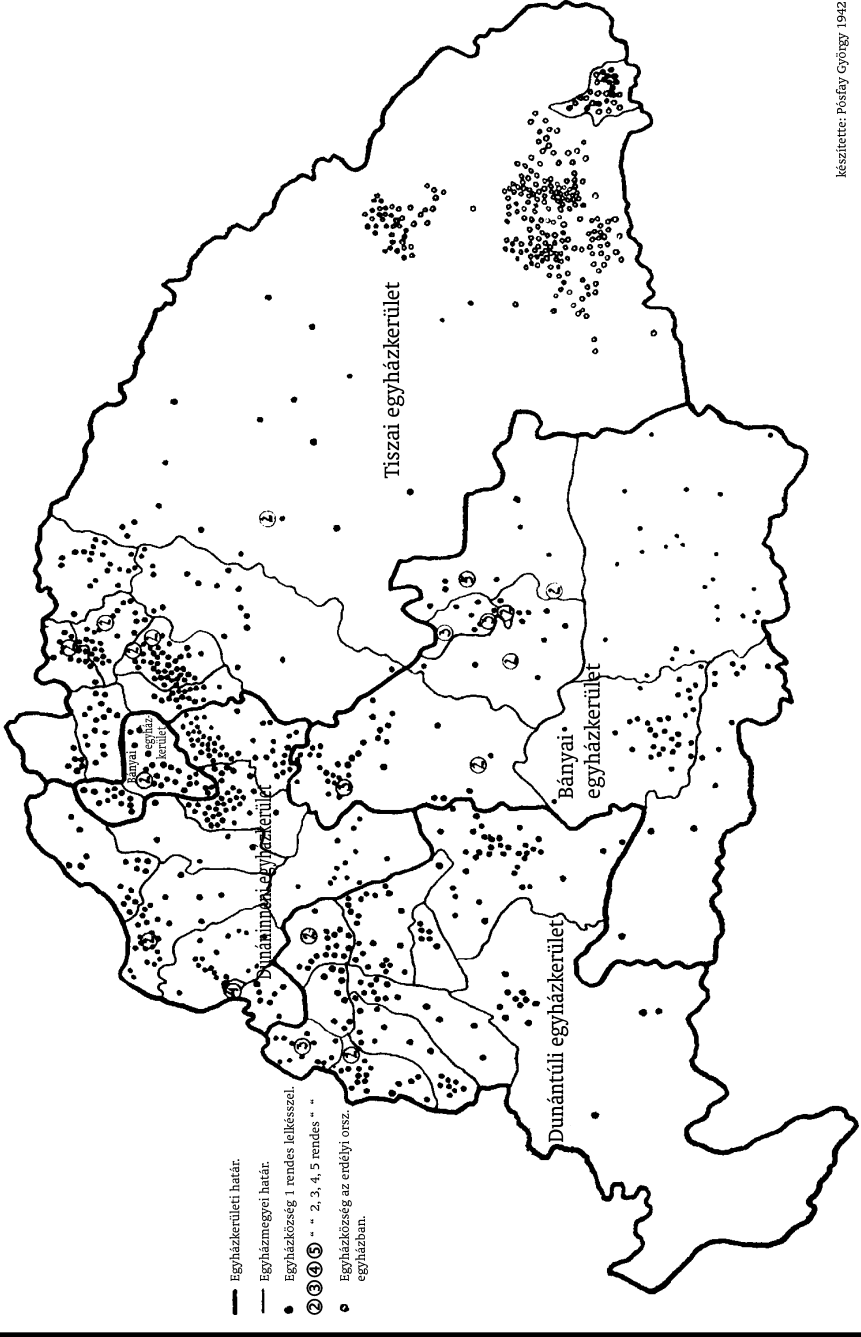 Tiszai egyházkerület
Bányai
egyház-
kerület
Dunáninneni egyházkerület
Bányai
egyházkerület
Dunántúli egyházkerület
Egyházkerületi határ.
Egyházmegyei határ.
Egyházközség 1 rendes lelkésszel.
②③④⑤ “ “ 2, 3, 4, 5 rendes “ “
Egyházközség az erdélyi orsz.
egyházban.
készítette: Pósfay György 1942